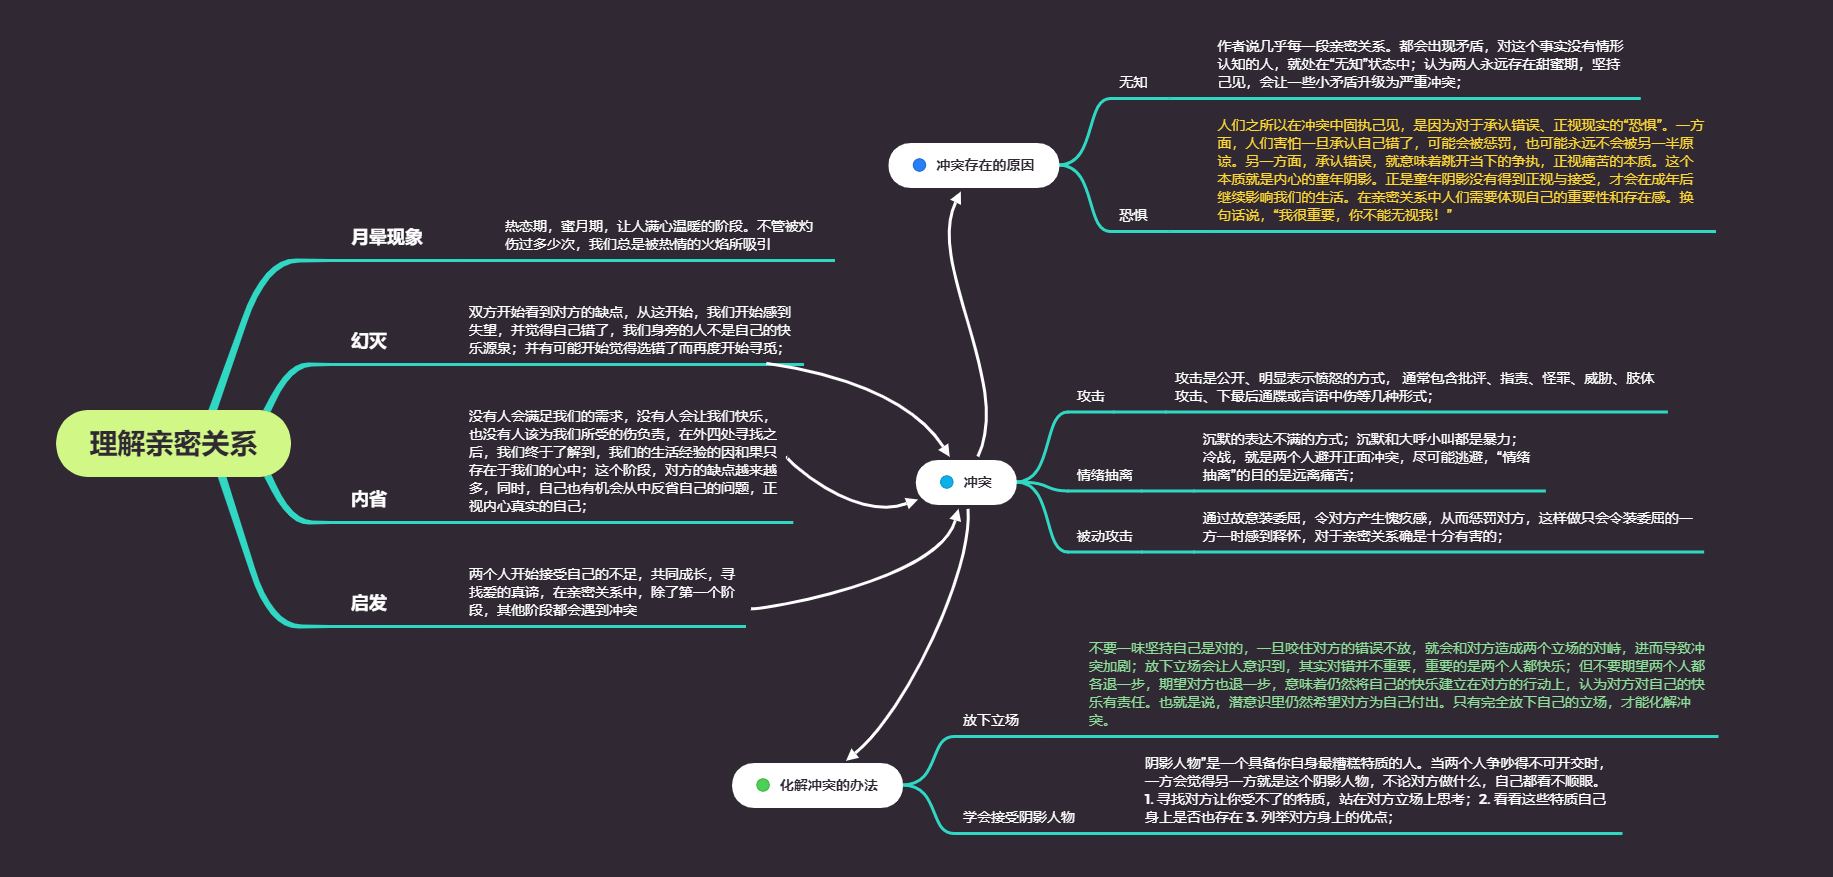 理解亲密关系
月晕现象
热恋期，蜜月期，让人满心温暖的阶段。不管被灼
伤过多少次，我们总是被热情的火焰所吸引
幻灭
双方开始看到对方的缺点，从这开始，我们开始感到
失望，并觉得自己错了，我们身旁的人不是自己的快
乐源泉；并有可能开始觉得选错了而再度开始寻觅；
内省
没有人会满足我们的需求，没有人会让我们快乐，
也没有人该为我们所受的伤负责，在外四处寻找之
后，我们终于了解到，我们的生活经验的因和果只
存在于我们的心中；这个阶段，对方的缺点越来越
多，同时，自己也有机会从中反省自己的问题，正
视内心真实的自己；
启发
两个人开始接受自己的不足，共同成长，寻
找爱的真谛，在亲密关系中，除了第一个阶
段，其他阶段都会遇到冲突
冲突存在的原因
无知
作者说几乎每一段亲密关系。都会出现矛盾，对这个事实没有情形
认知的人，就处在“无知”状态中；认为两人永远存在甜蜜期，坚持
己见，会让一些小矛盾升级为严重冲突；
恐惧
人们之所以在冲突中固执己见，是因为对于承认错误、正视现实的“恐惧”。一方
面，人们害怕一旦承认自己错了，可能会被惩罚，也可能永远不会被另一半原
谅。另一方面，承认错误，就意味着跳开当下的争执，正视痛苦的本质。这个
本质就是内心的童年阴影。正是童年阴影没有得到正视与接受，才会在成年后
继续影响我们的生活。在亲密关系中人们需要体现自己的重要性和存在感。换
句话说，“我很重要，你不能无视我！”
冲突
攻击
攻击是公开、明显表示愤怒的方式， 通常包含批评、指责、怪罪、威胁、肢体
攻击、下最后通牒或言语中伤等几种形式；
情绪抽离
沉默的表达不满的方式；沉默和大呼小叫都是暴力；
冷战，就是两个人避开正面冲突，尽可能逃避，“情绪
抽离”的目的是远离痛苦；
被动攻击
通过故意装委屈，令对方产生愧疚感，从而惩罚对方，这样做只会令装委屈的一
方一时感到释怀，对于亲密关系确是十分有害的；
化解冲突的办法
放下立场
不要一味坚持自己是对的，一旦咬住对方的错误不放，就会和对方造成两个立场的对峙，进而导致冲
突加剧；放下立场会让人意识到，其实对错并不重要，重要的是两个人都快乐；但不要期望两个人都
各退一步，期望对方也退一步，意味着仍然将自己的快乐建立在对方的行动上，认为对方对自己的快
乐有责任。也就是说，潜意识里仍然希望对方为自己付出。只有完全放下自己的立场，才能化解冲
突。
学会接受阴影人物
阴影人物”是一个具备你自身最糟糕特质的人。当两个人争吵得不可开交时，
一方会觉得另一方就是这个阴影人物，不论对方做什么，自己都看不顺眼。
1. 寻找对方让你受不了的特质，站在对方立场上思考；2. 看看这些特质自己
身上是否也存在 3. 列举对方身上的优点；